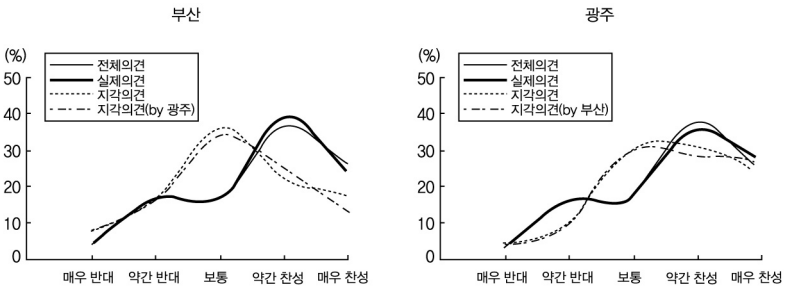 부산
(%)
50
40
30
20
10
0
전체의견
실제의견
지각의견
지각의견(by 광주)
매우 반대 약간 반대 보통 약간 찬성 매우 찬성
광주
(%)
50
40
30
20
10
0
전체의견
실제의견
지각의견
지각의견(by 부산)
매우 반대 약간 반대 보통 약간 찬성 매우 찬성